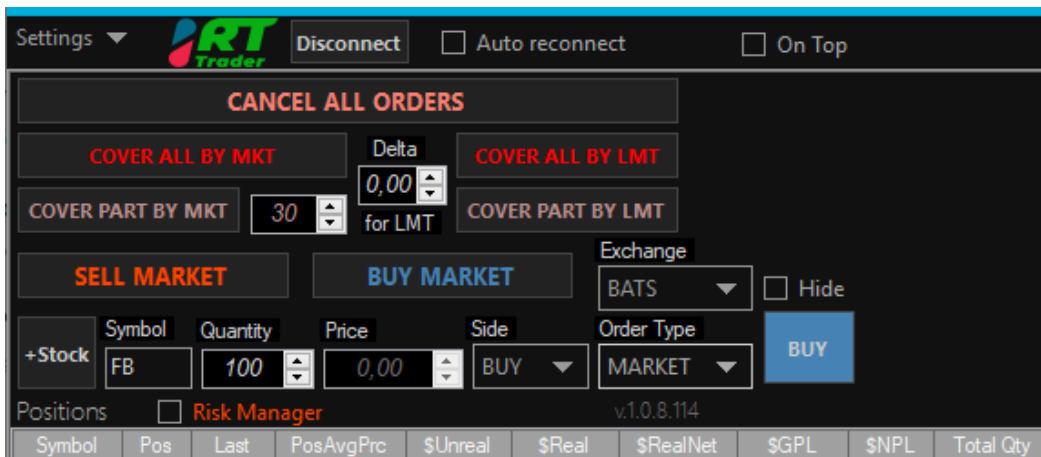 Settings RT Trader Disconnect Auto reconnect On Top
CANCEL ALL ORDERS
COVER ALL BY MKT Delta COVER ALL BY LMT
0,00
COVER PART BY MKT 30 for LMT COVER PART BY LMT
Exchange
SELL MARKET BUY MARKET BATS Hide
Symbol Quantity Price Side Order Type
+Stock FB 100 0,00 BUY MARKET BUY
Positions Risk Manager v.1.0.8.114
Symbol Pos Last PosAvgPrc $Unreal $Real $RealNet $GPL $NPL Total Qty